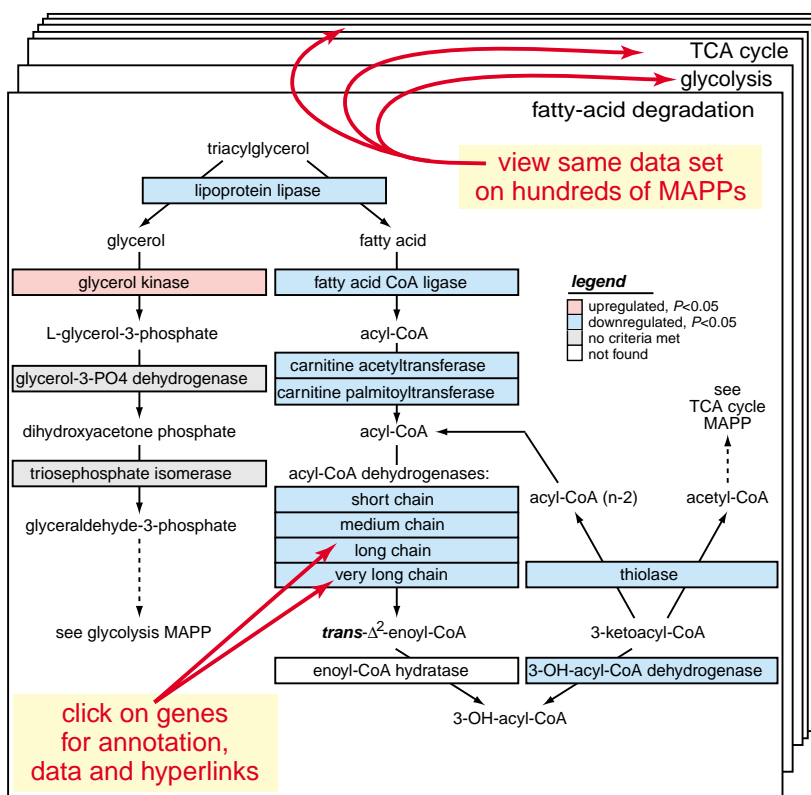 TCA cycle
glycolysis
fatty-acid degradation
view same data set
on hundreds of MAPPs
triacylglycerol
lipoprotein lipase
glycerol
fatty acid
glycerol kinase
fatty acid CoA ligase
legend
upregulated, P<0.05
downregulated, P<0.05
no criteria met
not found
L-glycerol-3-phosphate
acyl-CoA
glycerol-3-PO4 dehydrogenase
carnitine acetyltransferase
carnitine palmitoyltransferase
see
TCA cycle
MAPP
dihydroxyacetone phosphate
acyl-CoA
triosephosphate isomerase
acyl-CoA dehydrogenases:
short chain
medium chain
long chain
very long chain
acyl-CoA (n-2)
acetyl-CoA
glyceraldehyde-3-phosphate
thiolase
see glycolysis MAPP
trans-Δ²-enoyl-CoA
3-ketoacyl-CoA
enoyl-CoA hydratase
3-OH-acyl-CoA dehydrogenase
3-OH-acyl-CoA
click on genes
for annotation,
data and hyperlinks